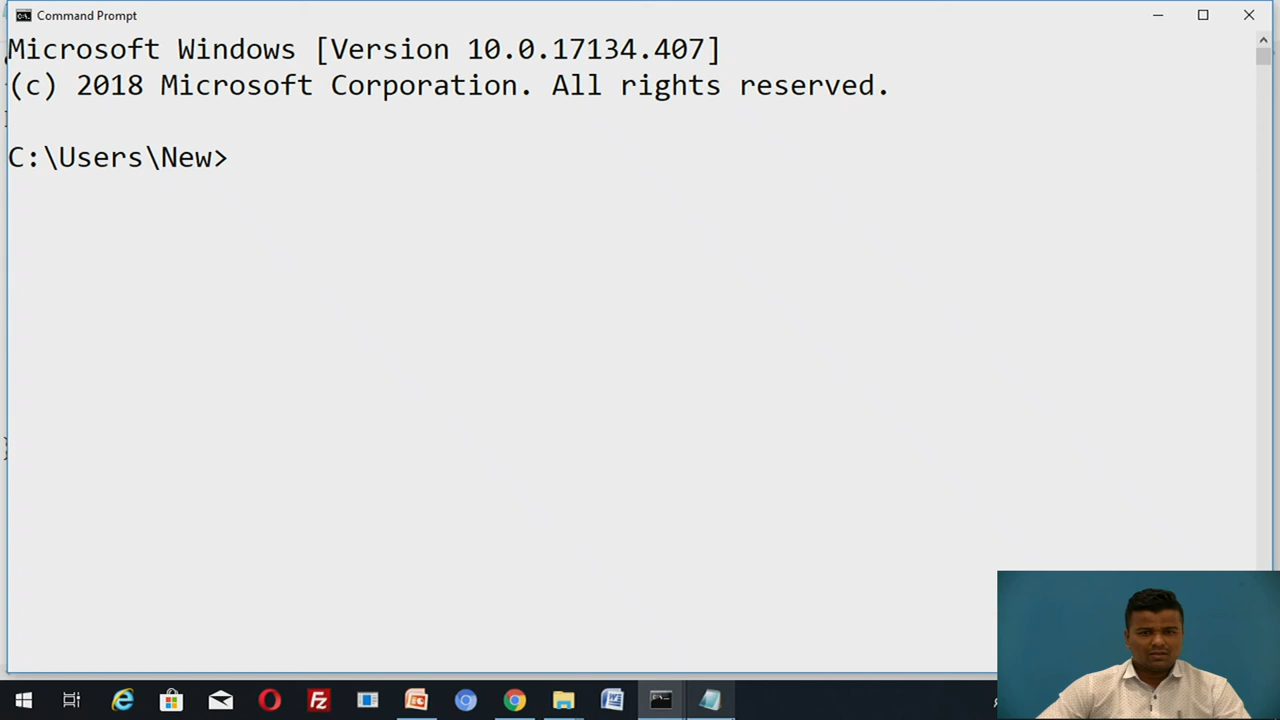 Command Prompt
Microsoft Windows [Version 10.0.17134.407]
(c) 2018 Microsoft Corporation. All rights reserved.
C:\Users\New>